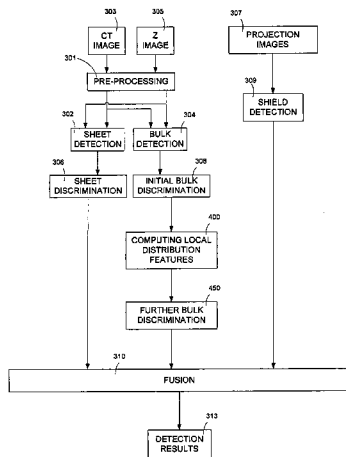 303
CT
IMAGE
305
Z
IMAGE
307
PROJECTION
IMAGES
301
PRE-PROCESSING
309
SHIELD
DETECTION
302
SHEET
DETECTION
304
BULK
DETECTION
306
SHEET
DISCRIMINATION
308
INITIAL BULK
DISCRIMINATION
400
COMPUTING LOCAL
DISTRIBUTION
FEATURES
450
FURTHER BULK
DISCRIMINATION
310
FUSION
313
DETECTION
RESULTS